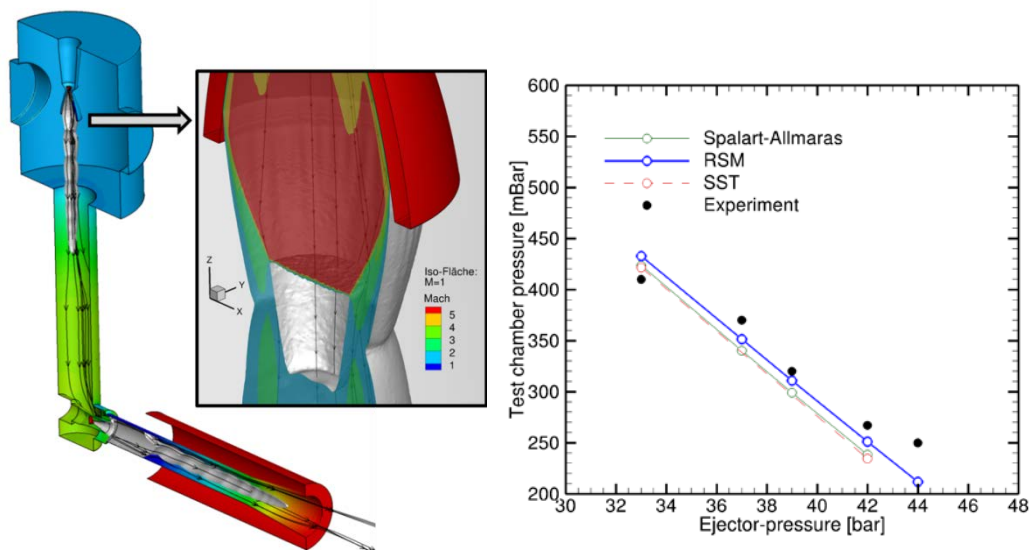 Z
Y
X
Iso-Fläche:
M=1
Mach
5
4
3
2
1
Test chamber pressure [mBar]
600
550
500
450
400
350
300
250
200
Spalart-Allmaras
RSM
SST
Experiment
30 32 34 36 38 40 42 44 46 48
Ejector-pressure [bar]